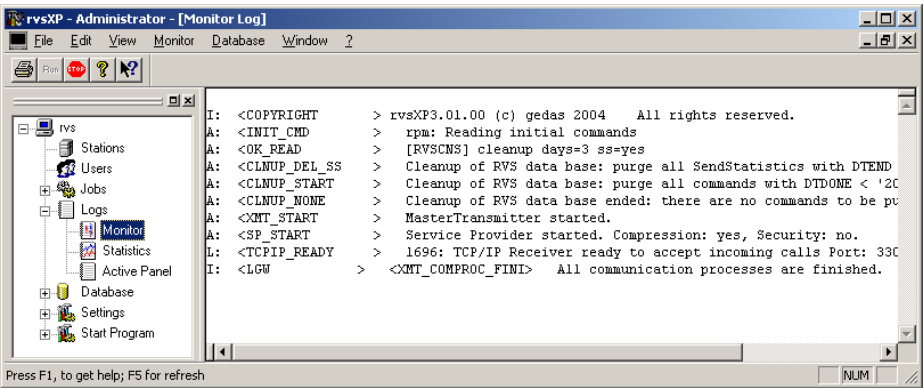 rvsXP - Administrator - [Monitor Log]
File Edit View Monitor Database Window ?
Run STOP ? ?
rvs
Stations
Users
Jobs
Logs
Monitor
Statistics
Active Panel
Database
Settings
Start Program
I: <COPYRIGHT > rvsXP3.01.00 (c) gedas 2004 All rights reserved.
A: <INIT_CMD > rpm: Reading initial commands
A: <OK_READ > [RVSCNS] cleanup days=3 ss=yes
A: <CLNUP_DEL_SS > Cleanup of RVS data base: purge all SendStatistics with DTEND
A: <CLNUP_START > Cleanup of RVS data base: purge all commands with DTDONE < '20
A: <CLNUP_NONE > Cleanup of RVS data base ended: there are no commands to be pu
A: <XMT_START > MasterTransmitter started.
A: <SP_START > Service Provider started. Compression: yes, Security: no.
L: <TCPIP_READY > 1696: TCP/IP Receiver ready to accept incoming calls Port: 330
I: <LGW > <XMT_COMPROC_FINI> All communication processes are finished.
Press F1, to get help; F5 for refresh
NUM